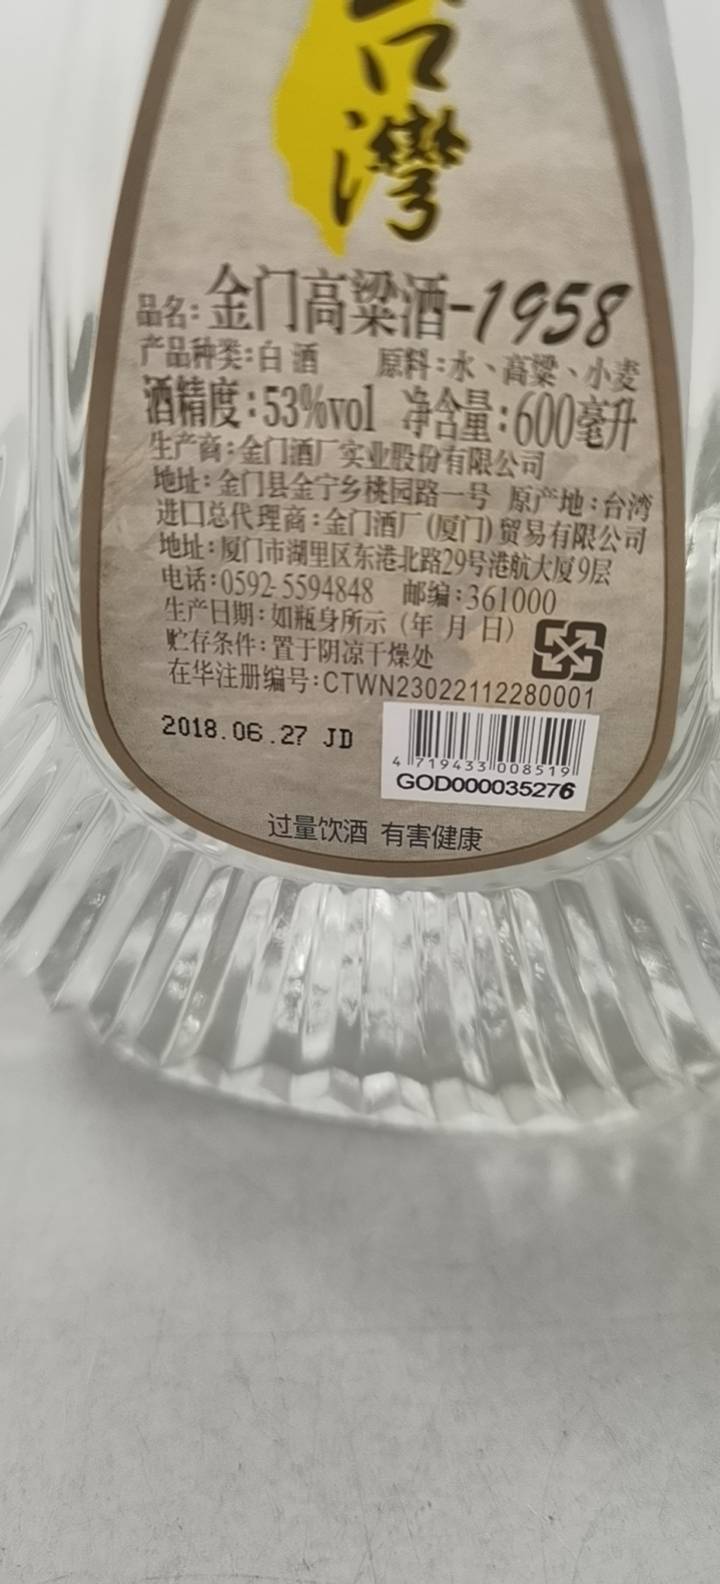 台灣
品名:金门高粱酒-1958
产品种类:白酒 原料:水、高粱、小麦
酒精度:53%vol 净含量:600毫升
生产商:金门酒厂实业股份有限公司
地址:金门县金宁乡桃园路一号 原产地:台湾
进口总代理商:金门酒厂(厦门)贸易有限公司
地址:厦门市湖里区东港北路29号港航大厦9层
电话:0592-5594848 邮编:361000
生产日期:如瓶身所示(年 月 日)
贮存条件:置于阴凉干燥处
在华注册编号:CTWN23022112280001
2018.06.27 JD
4 719433 008519
GOD000035276
过量饮酒 有害健康